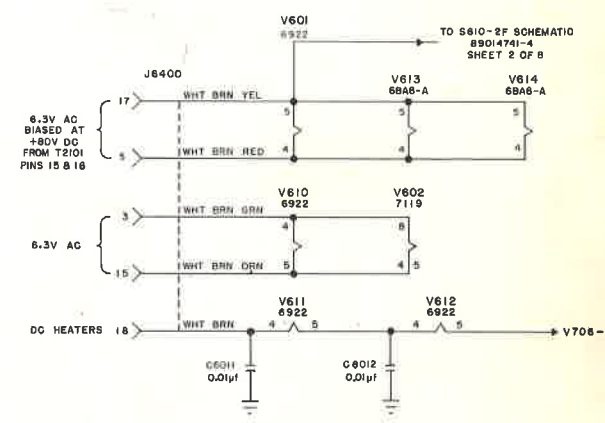 V601
6922
TO S610-2F SCHEMATIC
89014741-4
SHEET 2 OF 8
J6400
V613
6BA6-A
V614
6BA6-A
17
WHT BRN YEL
5
5
5
6.3V AC
BIASED AT
+80V DC
FROM T2101
PINS 15 & 16
4
4
4
5
WHT BRN RED
V610
6922
V602
7119
3
WHT BRN GRN
4
8
6.3V AC
5
4 5
15
WHT BRN ORN
V611
6922
V612
6922
DC HEATERS 18
WHT BRN
4 5
4 5
V706-
C6011
0.01µf
C6012
0.01µf